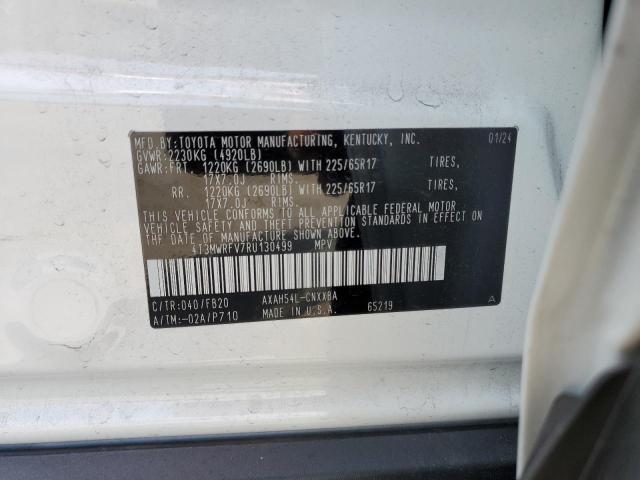 MFD.BY:TOYOTA MOTOR MANUFACTURING, KENTUCKY, INC. 01/24
GVWR:2230KG (4920LB)
GAWR:FRT. 1220KG (2690LB) WITH 225/65R17 TIRES,
17X7.0J RIMS.
RR. 1220KG (2690LB) WITH 225/65R17 TIRES,
17X7.0J RIMS.
THIS VEHICLE CONFORMS TO ALL APPLICABLE FEDERAL MOTOR
VEHICLE SAFETY AND THEFT PREVENTION STANDARDS IN EFFECT ON
THE DATE OF MANUFACTURE SHOWN ABOVE.
4T3MWRFV7RU130499 MPV
C/TR:040/FB20 AXAH54L-CNXXBA
A/TM:-02A/P710 MADE IN U.S.A. 65219 A